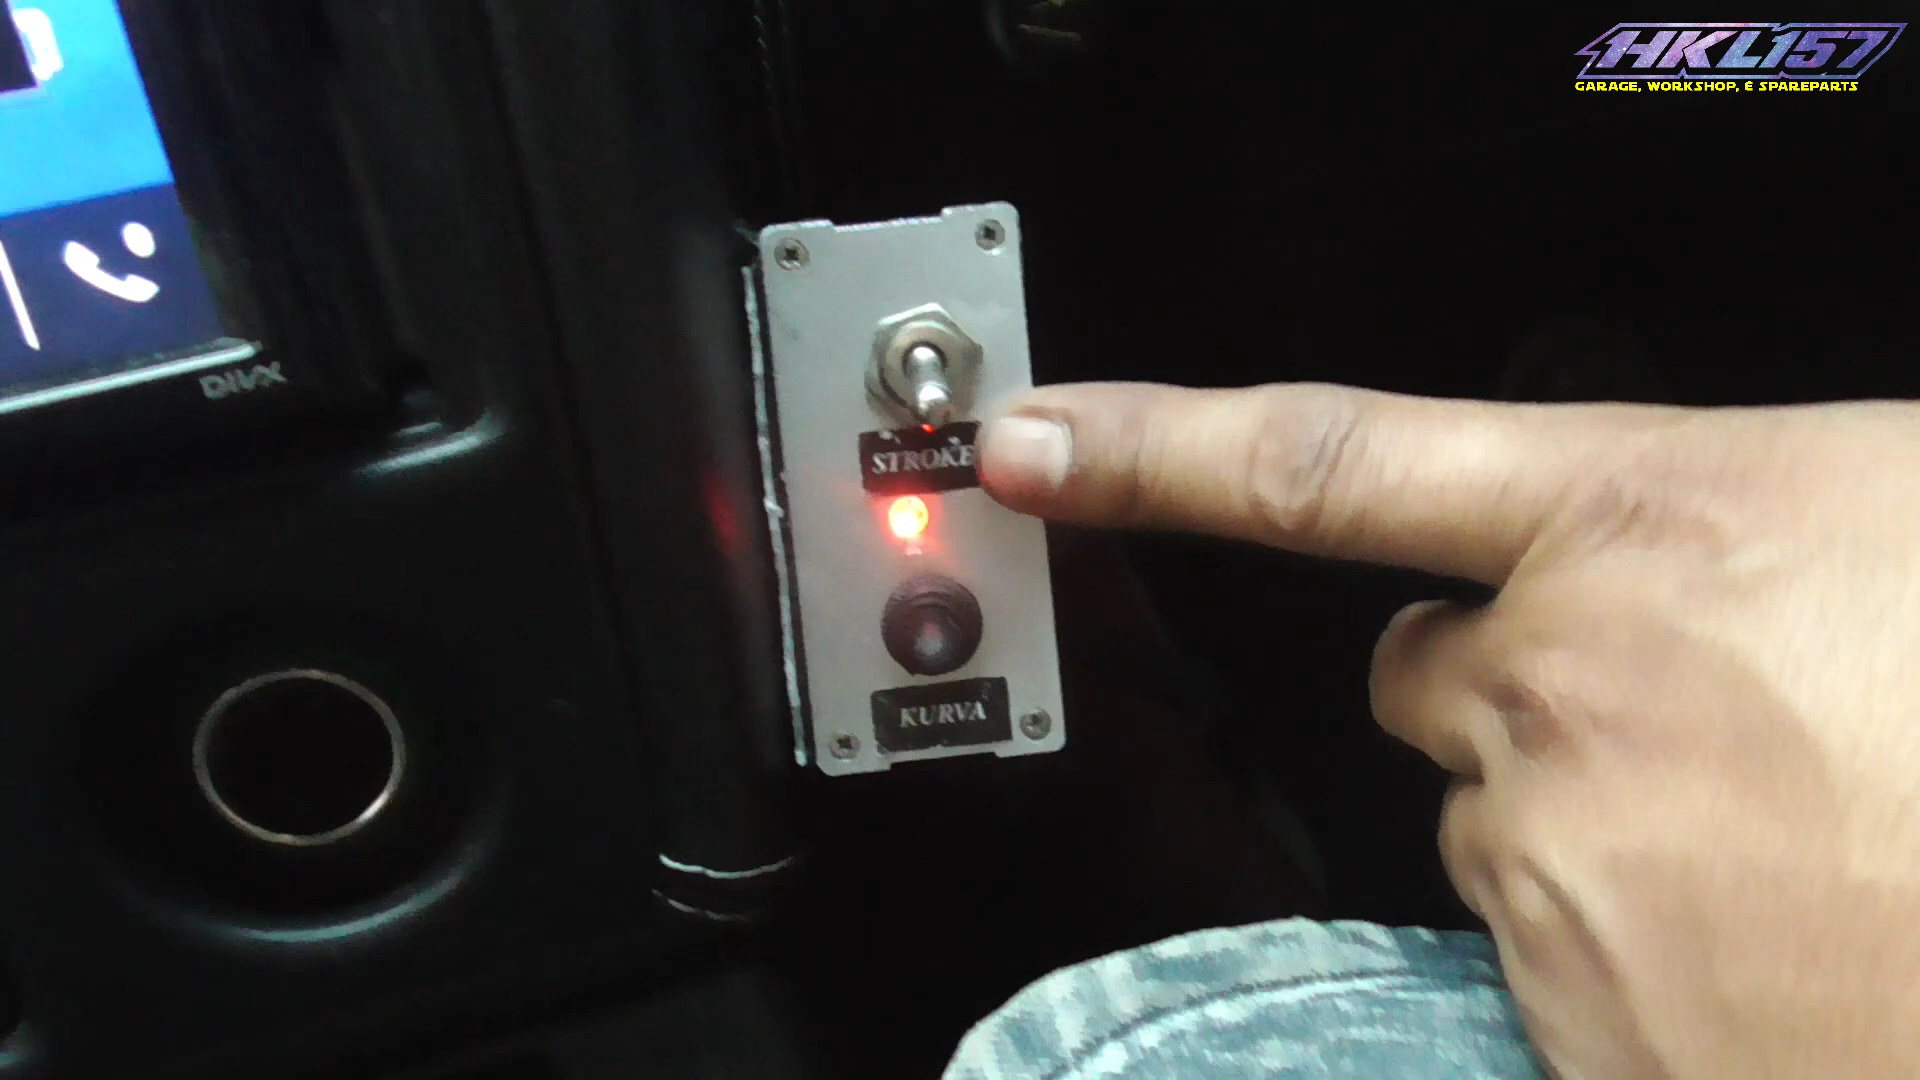 HKL157
GARAGE, WORKSHOP, & SPAREPARTS
DIVX
STROKE
KURVA